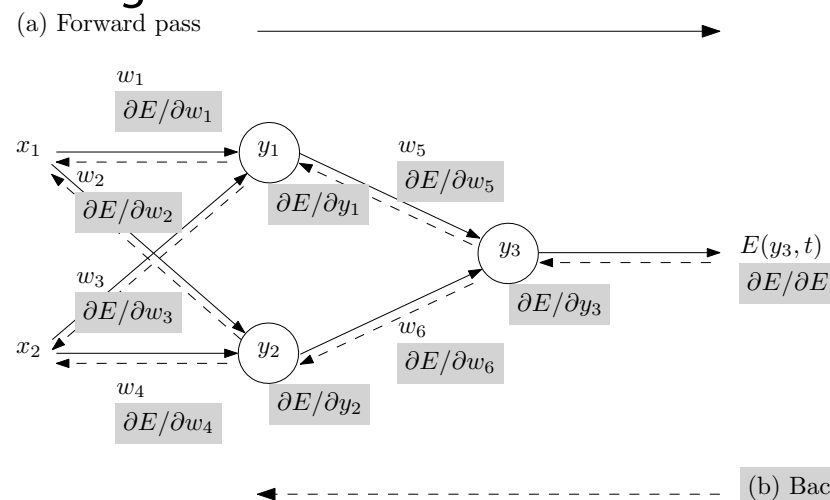 (a) Forward pass
w1
∂E/∂w1
x1
y1
w5
w2
∂E/∂w5
∂E/∂w2
∂E/∂y1
y3
E(y3, t)
w3
∂E/∂E
∂E/∂w3
∂E/∂y3
w6
x2
y2
∂E/∂w6
w4
∂E/∂y2
∂E/∂w4
(b)